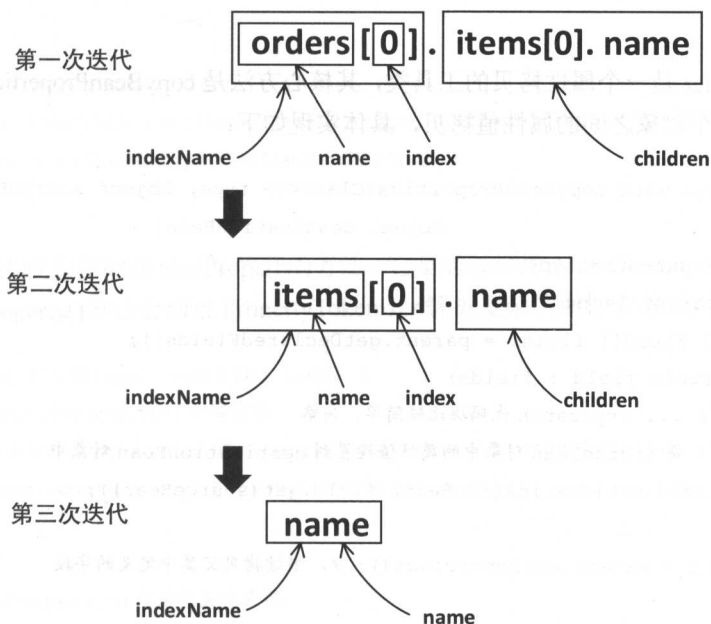 第一次迭代
orders[0]. items[0]. name
indexName name index children
第二次迭代
items[0] name
indexName name index children
第三次迭代
name
indexName name